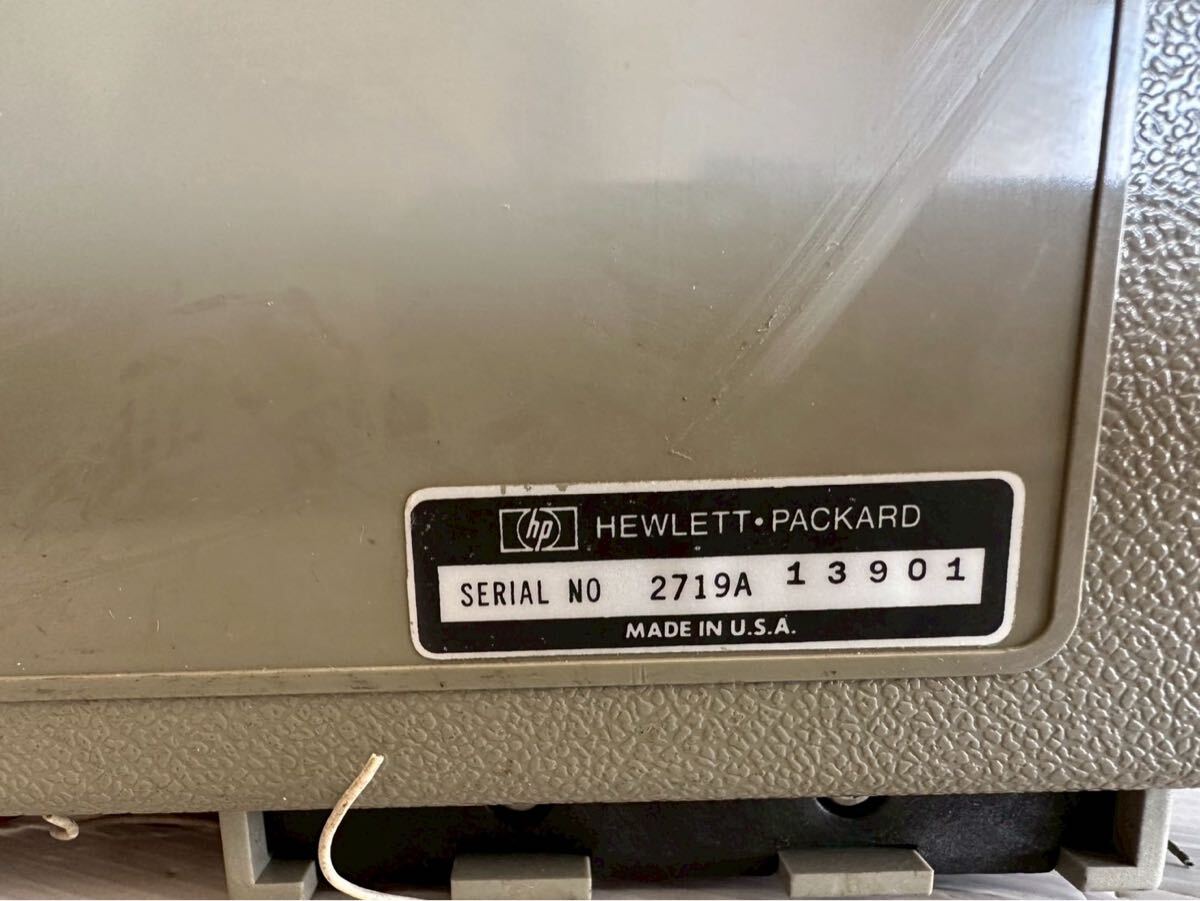 hp HEWLETT•PACKARD
SERIAL NO 2719A 13901
MADE IN U.S.A.